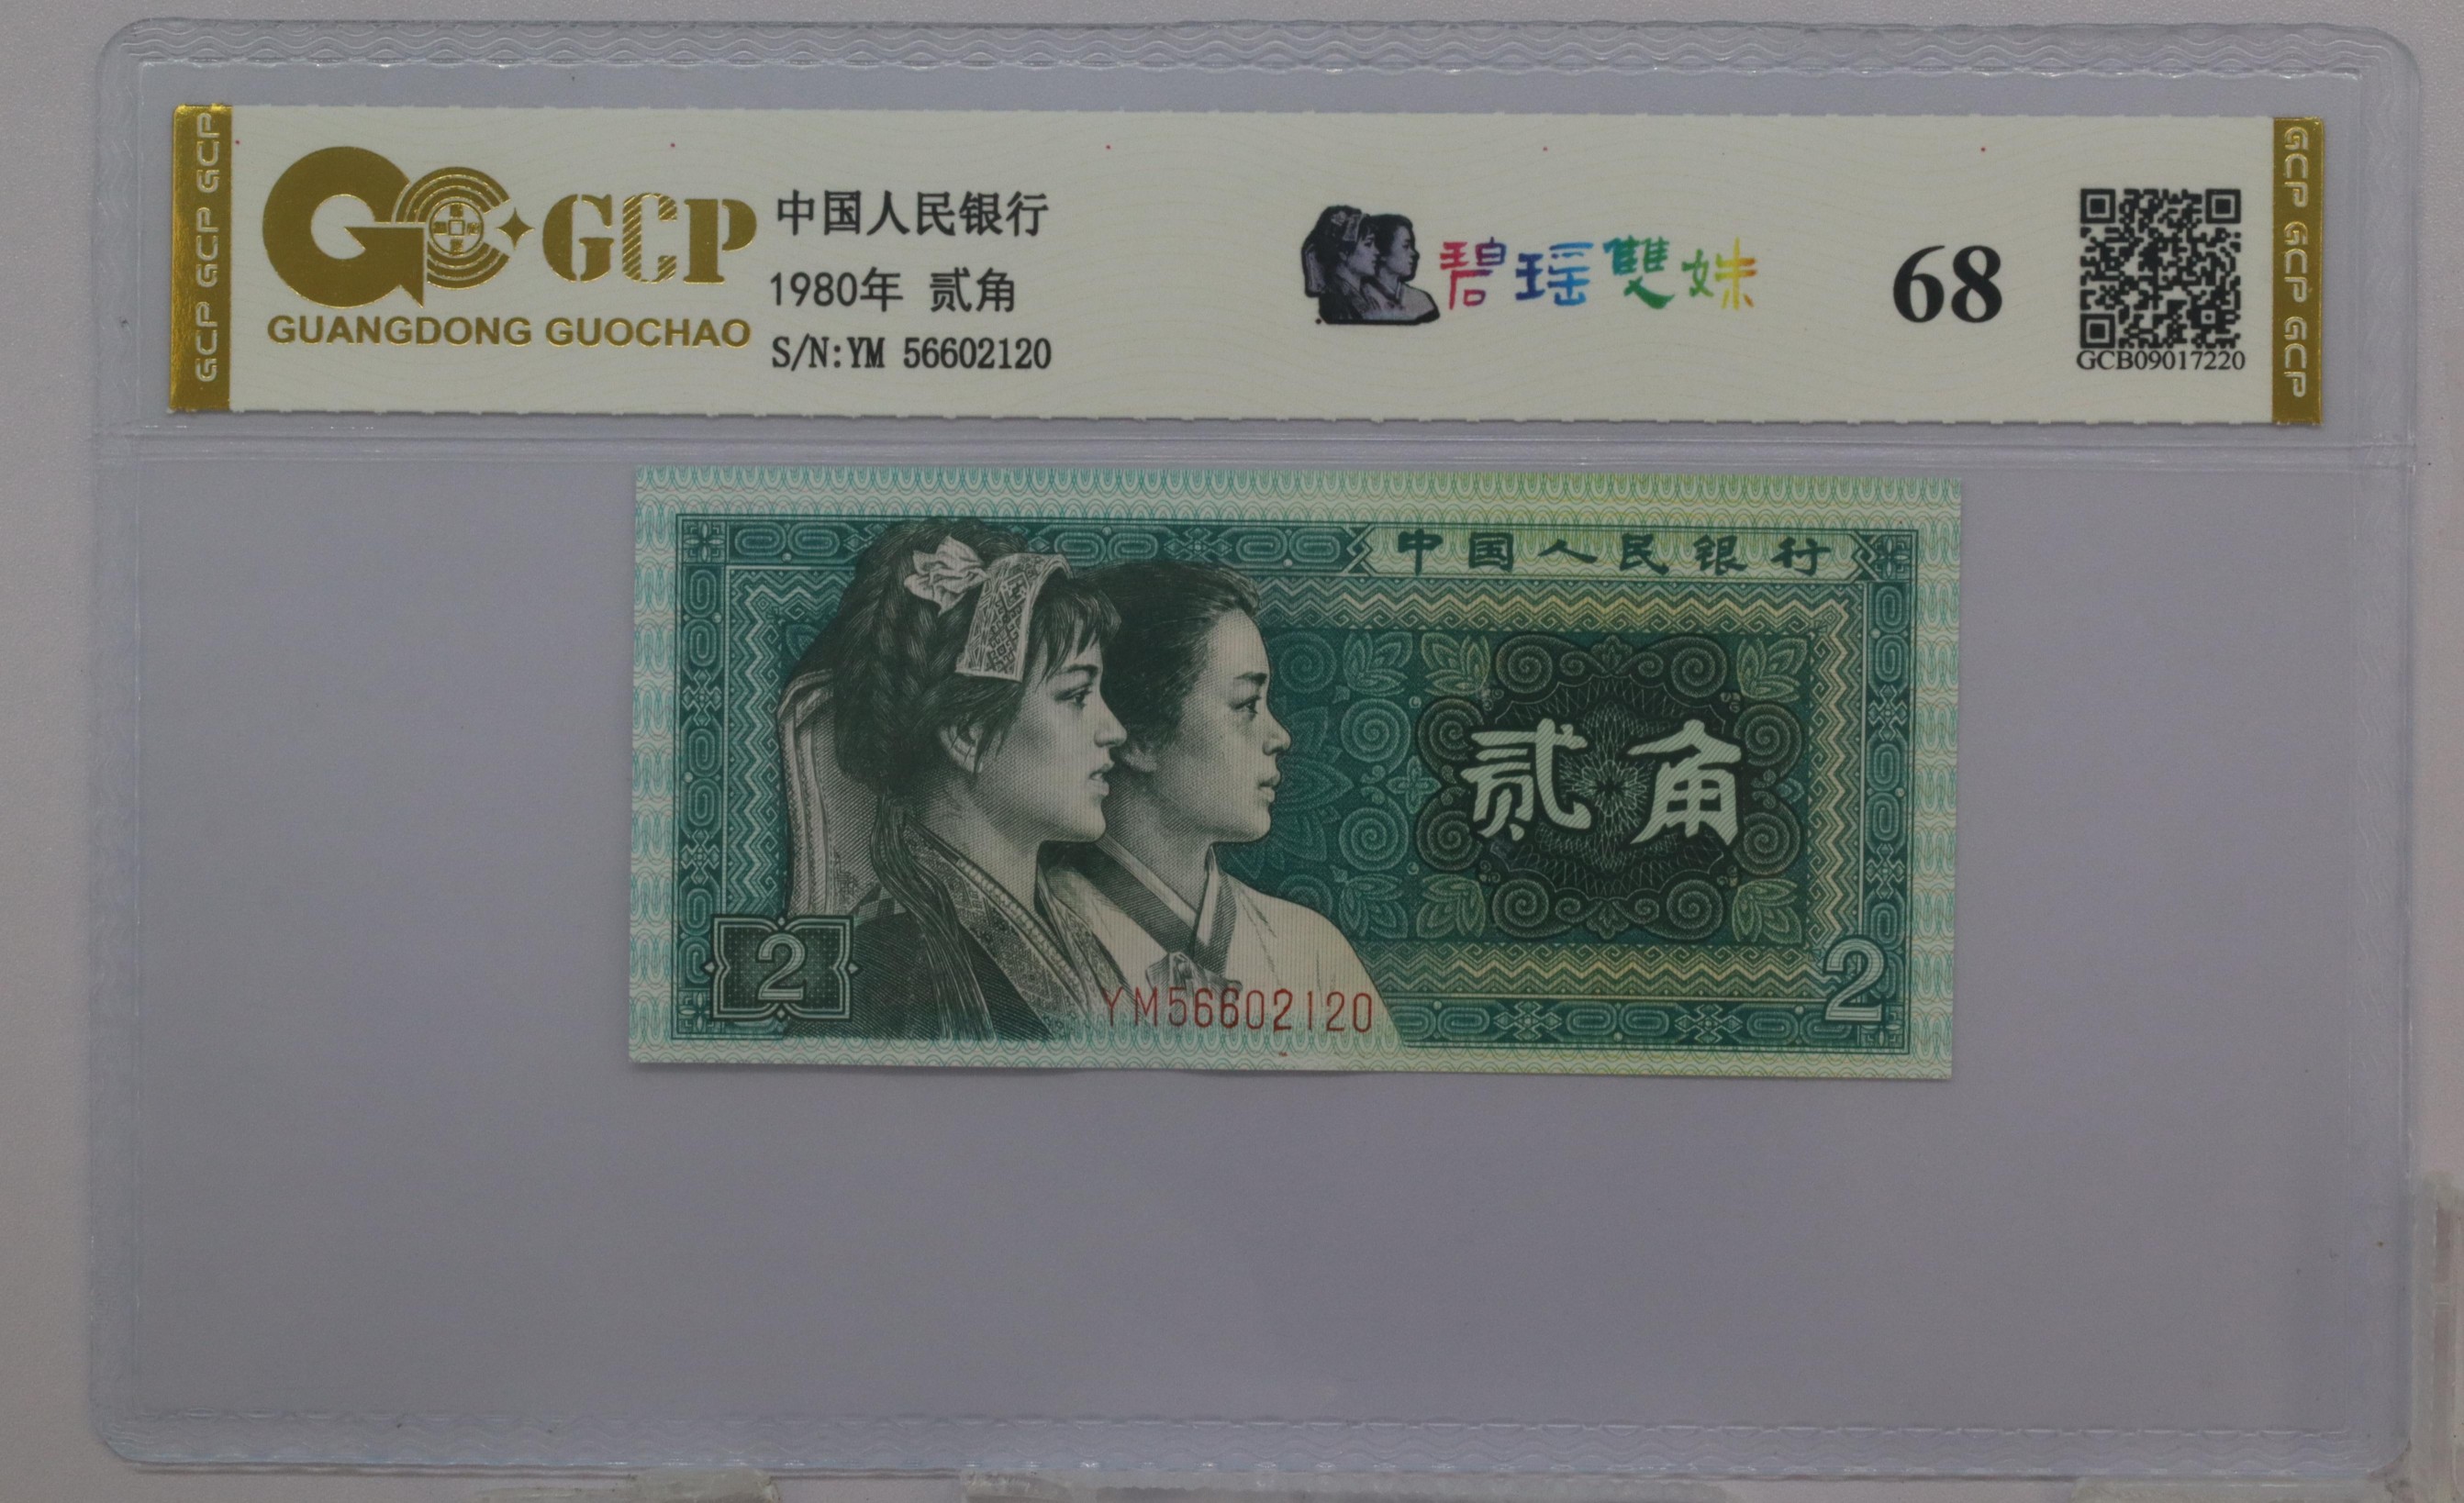 GCP GCP GCP
GCP
GUANGDONG GUOCHAO
中国人民银行
1980年 贰角
S/N:YM 56602120
碧瑶雙姝
68
GCB09017220
GCP GCP GCP
中国人民银行
贰角
2
YM56602120
2